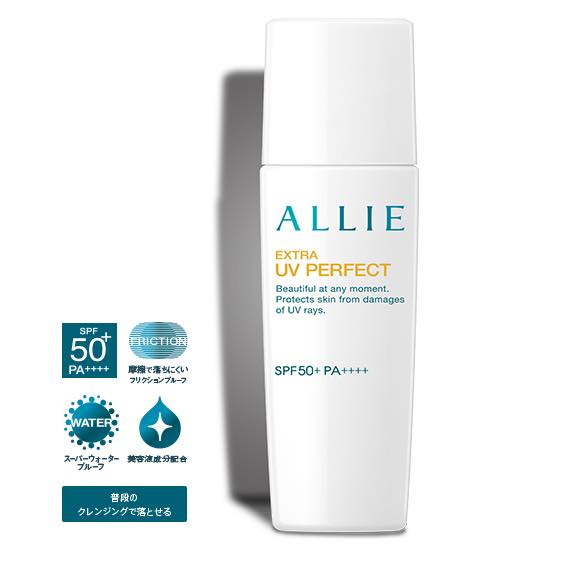 ALLIE
EXTRA
UV PERFECT
Beautiful at any moment.
Protects skin from damages
of UV rays.
SPF50+ PA++++
SPF
50+
PA++++
FRICTION
摩擦で落ちにくい
フリクションプルーフ
WATER
スーパーウォーター
プルーフ
美容液成分配合
普段の
クレンジングで落とせる